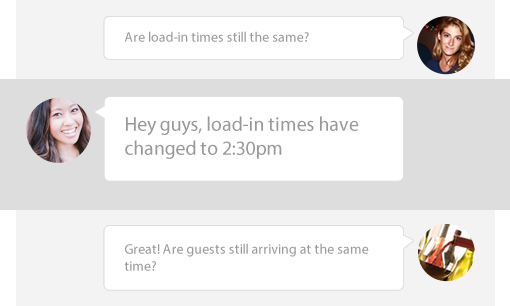 Are load-in times still the same?
Hey guys, load-in times have
changed to 2:30pm
Great! Are guests still arriving at the same
time?